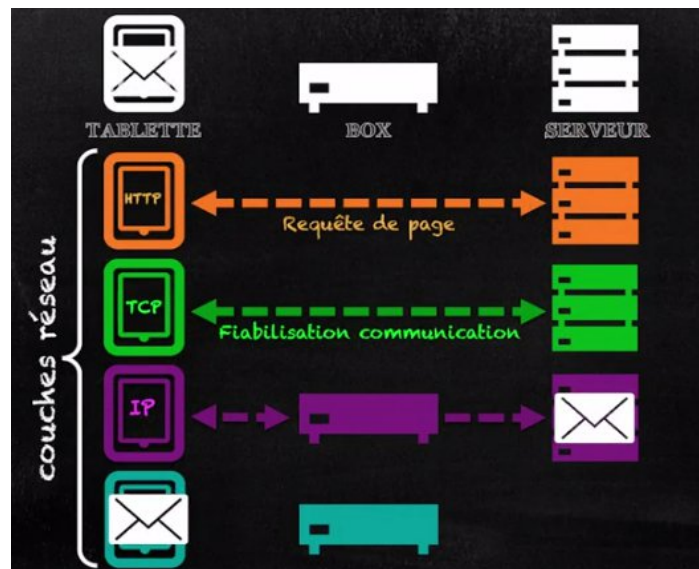 TABLETTE
BOX
SERVEUR
couches réseau
HTTP
Requête de page
TCP
Fiabilisation communication
IP